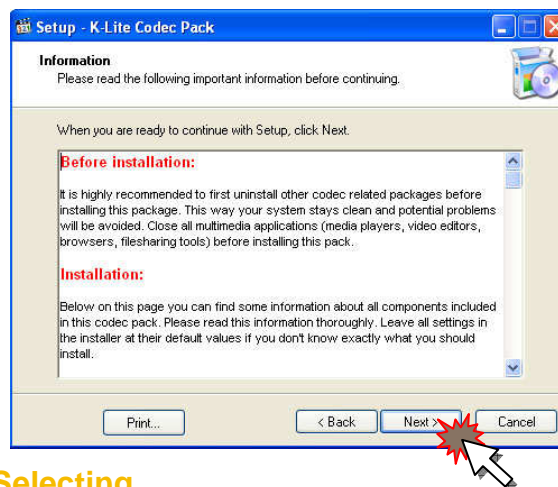 Setup - K-Lite Codec Pack
Information
Please read the following important information before continuing.
When you are ready to continue with Setup, click Next.
Before installation:
It is highly recommended to first uninstall other codec related packages before
installing this package. This way your system stays clean and potential problems
will be avoided. Close all multimedia applications (media players, video editors,
browsers, filesharing tools) before installing this pack.
Installation:
Below on this page you can find some information about all components included
in this codec pack. Please read this information thoroughly. Leave all settings in
the installer at their default values if you don't know exactly what you should
install.
Print... < Back Next > Cancel
Selecting